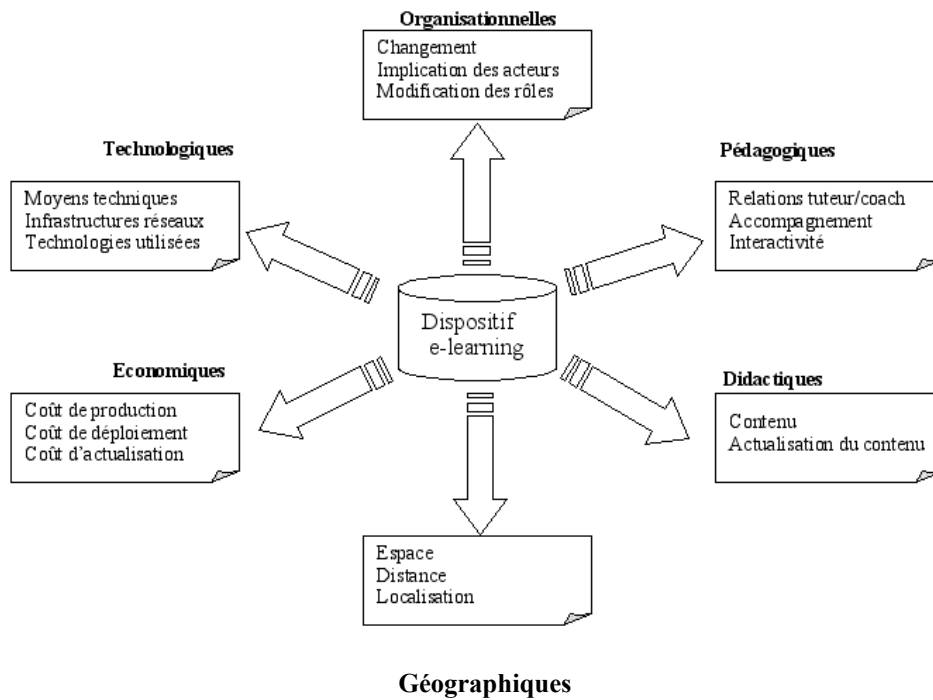 Organisationnelles
Changement
Implication des acteurs
Modification des rôles
Technologiques
Moyens techniques
Infrastructures réseaux
Technologies utilisées
Pédagogiques
Relations tuteur/coach
Accompagnement
Interactivité
Dispositif
e-learning
Economiques
Coût de production
Coût de déploiement
Coût d'actualisation
Didactiques
Contenu
Actualisation du contenu
Espace
Distance
Localisation
Géographiques